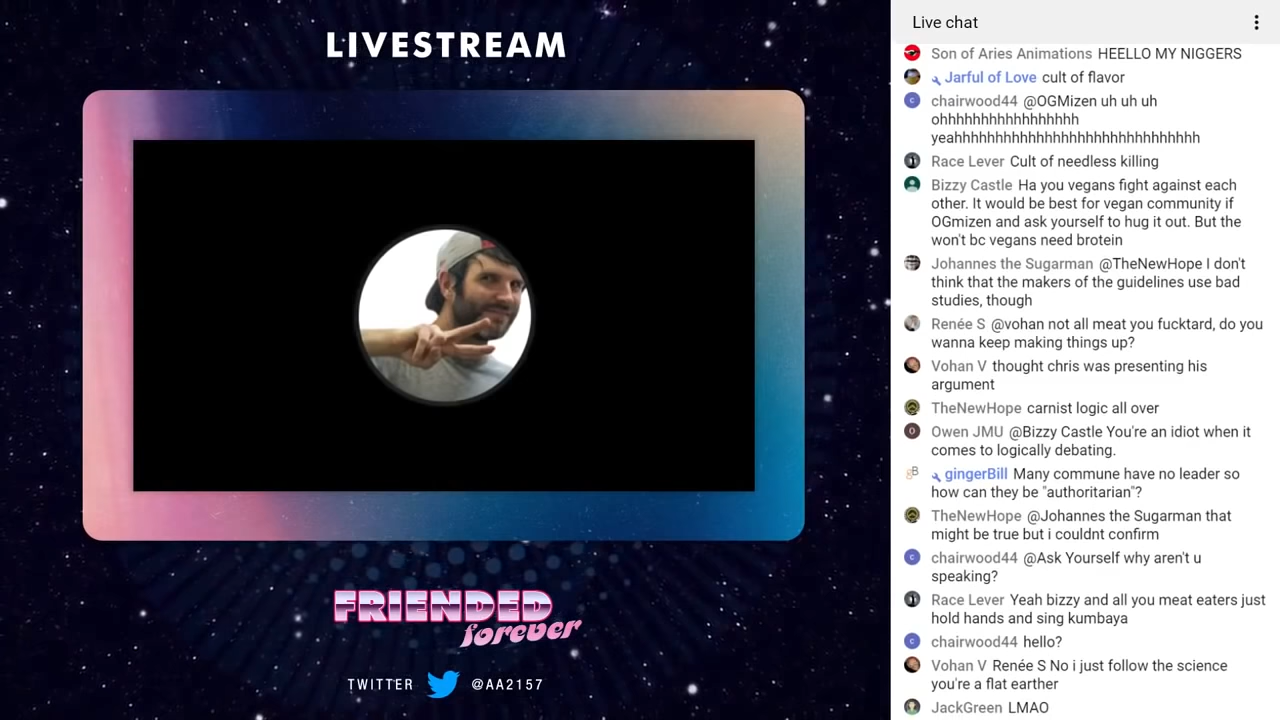 LIVESTREAM
FRIENDED
forever
TWITTER @AA2157
Live chat
Son of Aries Animations HEELLO MY NIGGERS
Jarful of Love cult of flavor
C chairwood44 @OGMizen uh uh uh
ohhhhhhhhhhhhhhhhh
yeahhhhhhhhhhhhhhhhhhhhhhhhhhhhhh
Race Lever Cult of needless killing
Bizzy Castle Ha you vegans fight against each
other. It would be best for vegan community if
OGmizen and ask yourself to hug it out. But the
won't bc vegans need brotein
Johannes the Sugarman @TheNewHope I don't
think that the makers of the guidelines use bad
studies, though
Renée S @vohan not all meat you fucktard, do you
wanna keep making things up?
Vohan V thought chris was presenting his
argument
TheNewHope carnist logic all over
O Owen JMU @Bizzy Castle You're an idiot when it
comes to logically debating.
gB gingerBill Many commune have no leader so
how can they be "authoritarian"?
TheNewHope @Johannes the Sugarman that
might be true but i couldnt confirm
C chairwood44 @Ask Yourself why aren't u
speaking?
Race Lever Yeah bizzy and all you meat eaters just
hold hands and sing kumbaya
C chairwood44 hello?
Vohan V Renée S No i just follow the science
you're a flat earther
JackGreen LMAO